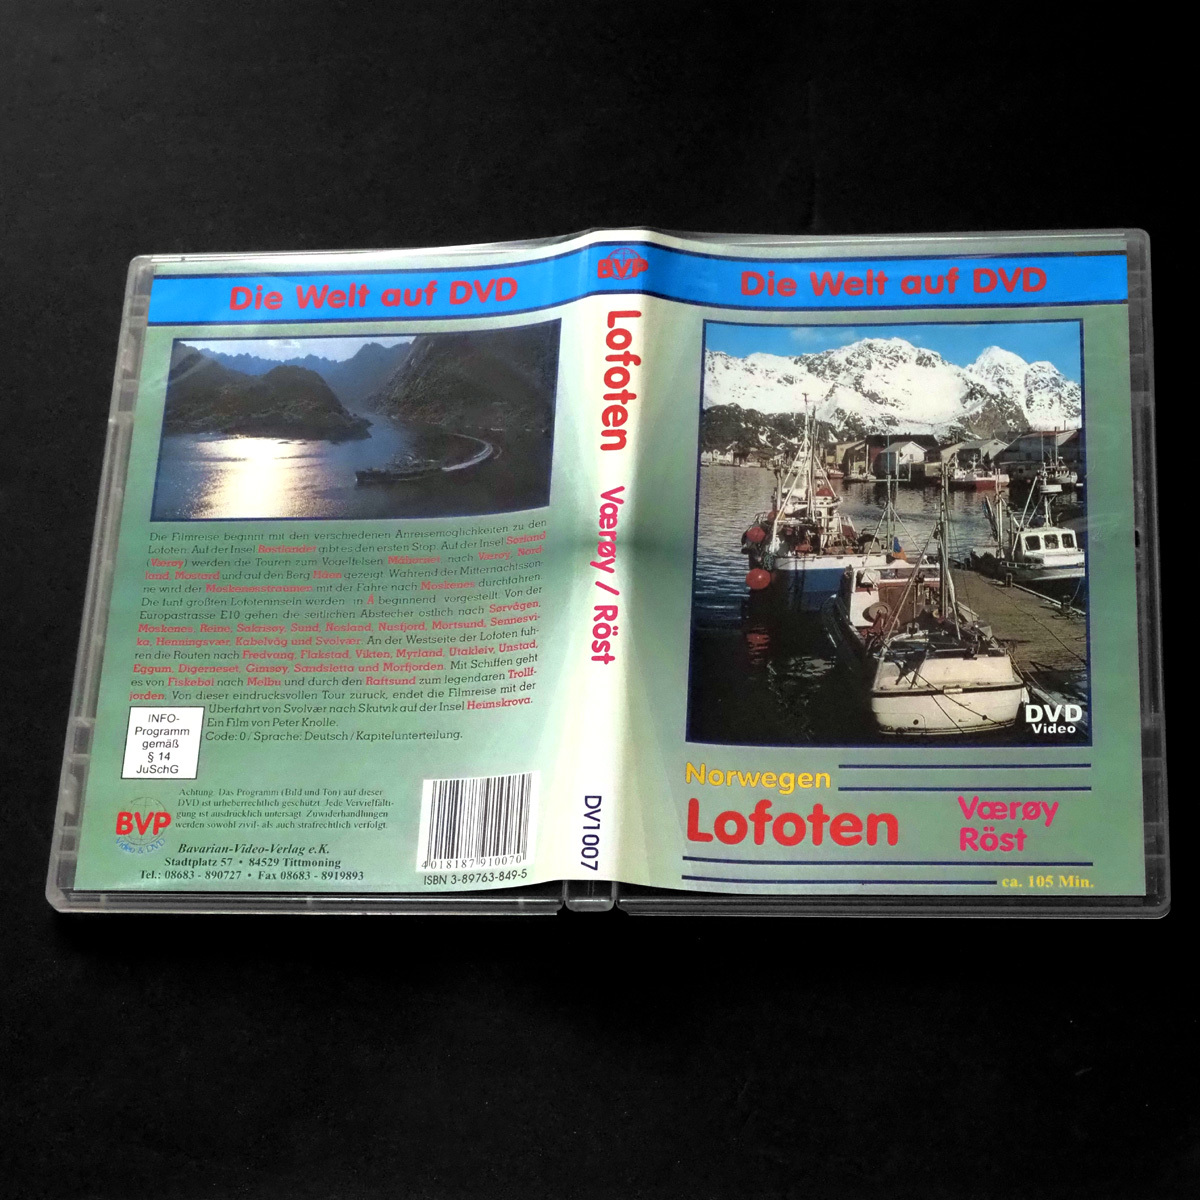 Die Welt auf DVD
Die Filmreise beginnt mit den verschiedenen Anreisemöglichkeiten zu den
Lofoten. Auf der Insel gibt es den ersten Stop. Auf der Insel Sørland
(Værøy) werden die Touren zum Vogelfelsen nach Værøy, Nord-
land, Mostard und auf den Berg Håen gezeigt. Während der Mitternachtsson-
ne wird der Moskenesstraumen mit der Fähre nach Moskenes durchfahren.
Die fünf größten Lofoteninseln werden in Å beginnend vorgestellt. Von der
Europastrasse E10 gehen die seitlichen Abstecher östlich nach Sørvågen,
Moskenes, Reine, Sakrisøy, Sund, Nesland, Nusfjord, Mortsund, Sennesvi-
ka, Henningsvær, Kabelvåg und Svolvær. An der Westseite der Lofoten füh-
ren die Routen nach Fredvang, Flakstad, Vikten, Myrland, Utakleiv, Unstad,
Eggum, Digerneset, Gimsøy, Sandsletta und Morfjorden. Mit Schiffen geht
es von Fiskebøl nach Melbu und durch den Raftsund zum legendären Trollf-
jorden. Von dieser eindrucksvollen Tour zurück, endet die Filmreise mit der
Überfahrt von Svolvær nach Skutvik auf der Insel Heimskrova.
Ein Film von Peter Knolle.
Code: 0 / Sprache: Deutsch / Kapitelunterteilung.
INFO-
Programm
gemäß
§ 14
JuSchG
Achtung. Das Programm (Bild und Ton) auf dieser
DVD ist urheberrechtlich geschützt. Jede Vervielfält-
gung ist ausdrücklich untersagt. Zuwiderhandlungen
werden sowohl zivil- als auch strafrechtlich verfolgt.
BVP
Video & DVD
Bavarian-Video-Verlag e.K.
Stadtplatz 57 • 84529 Tittmoning
Tel.: 08683 - 890727 • Fax 08683 - 8919893
4 018187 910070
ISBN 3-89763-849-5
BVP
Lofoten Værøy / Röst
DV1007
Die Welt auf DVD
DVD
Video
Norwegen
Lofoten
Værøy
Röst
ca. 105 Min.